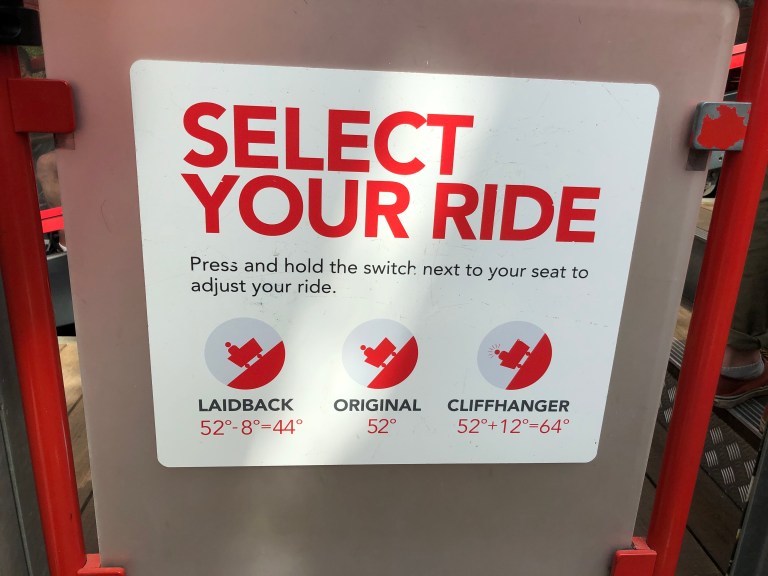 SELECT
YOUR RIDE
Press and hold the switch next to your seat to
adjust your ride.
LAIDBACK ORIGINAL CLIFFHANGER
52°-8°=44° 52° 52°+12°=64°